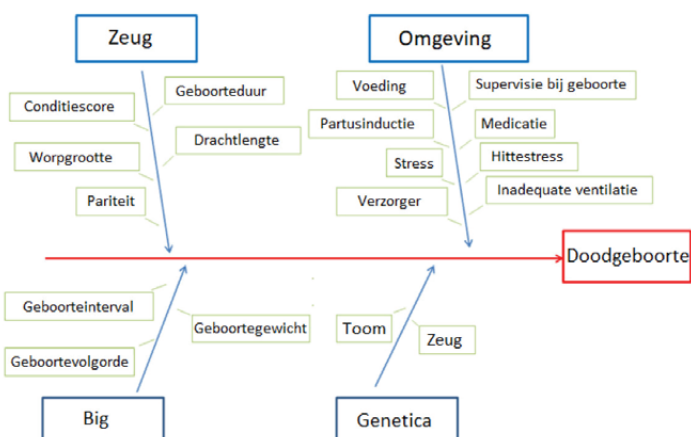 Zeug
Omgeving
Conditiescore
Geboorteduur
Worpgrootte
Drachtlengte
Pariteit
Voeding
Supervisie bij geboorte
Partusinductie
Medicatie
Stress
Hittestress
Verzorger
Inadequate ventilatie
Doodgeboorte
Geboorteinterval
Geboortegewicht
Geboortevolgorde
Toom
Zeug
Big
Genetica